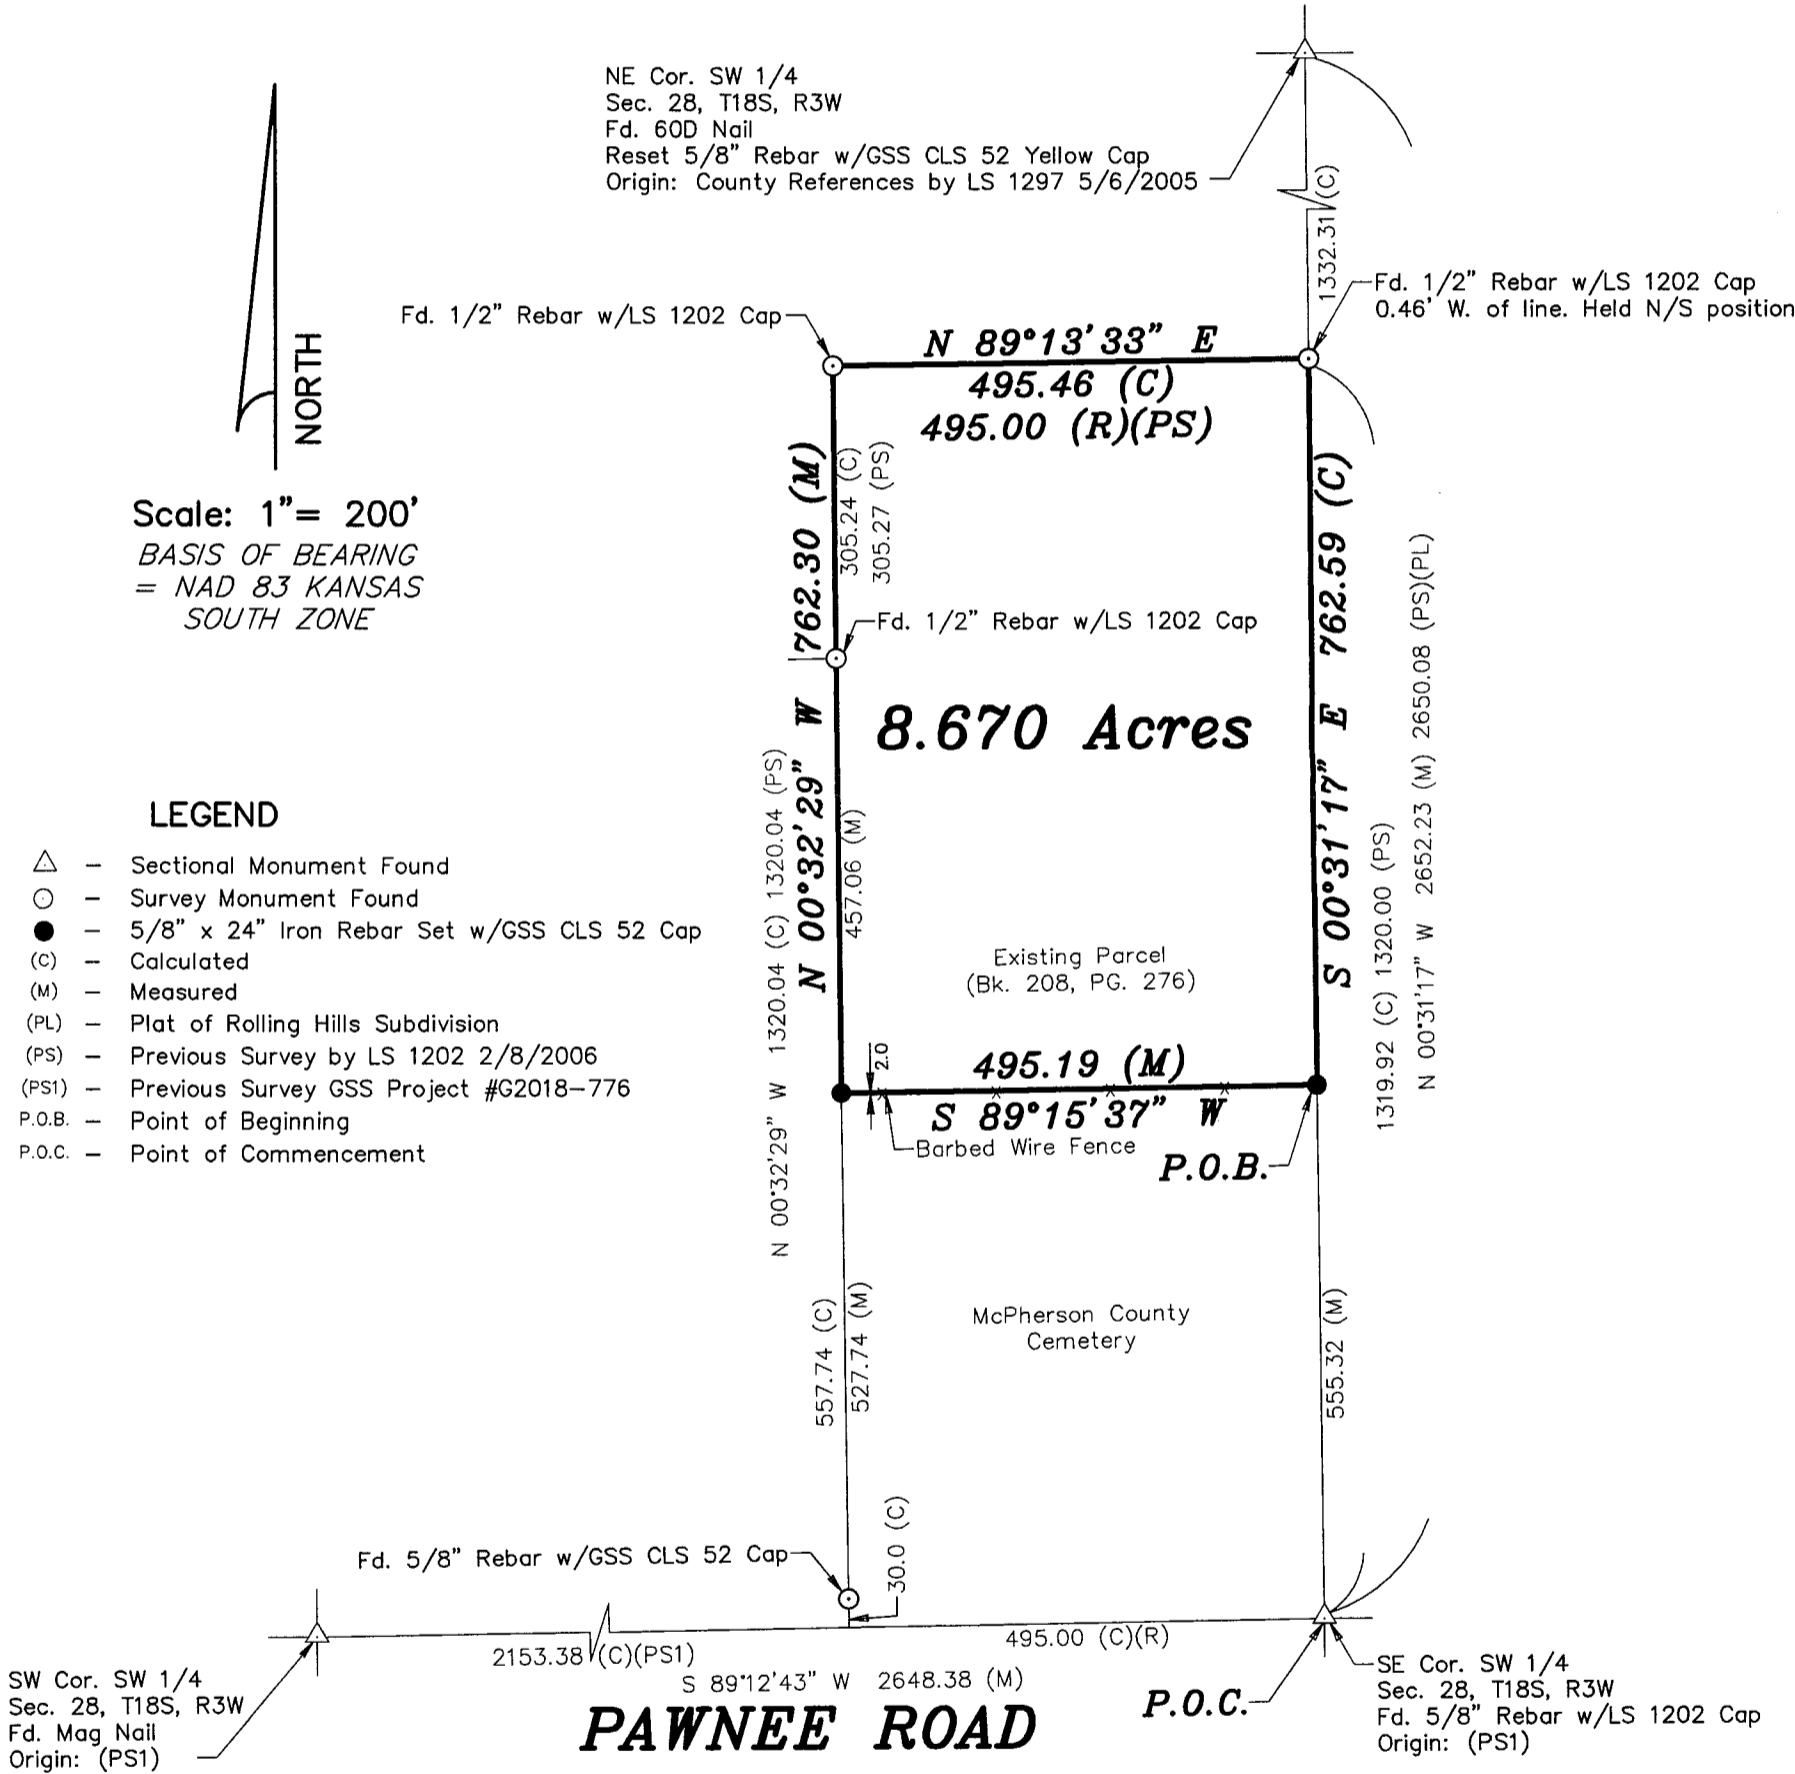 NE Cor. SW 1/4
Sec. 28, T18S, R3W
Fd. 60D Nail
Reset 5/8" Rebar w/GSS CLS 52 Yellow Cap
Origin: County References by LS 1297 5/6/2005
1332.31 (C)
Fd. 1/2" Rebar w/LS 1202 Cap
0.46' W. of line. Held N/S position
Fd. 1/2" Rebar w/LS 1202 Cap
NORTH
N 89°13'33" E
495.46 (C)
495.00 (R)(PS)
Scale: 1"= 200'
BASIS OF BEARING
= NAD 83 KANSAS
SOUTH ZONE
N 00°32'29" W 762.30 (M)
305.24 (C)
305.27 (PS)
Fd. 1/2" Rebar w/LS 1202 Cap
8.670 Acres
S 00°31'17" E 762.59 (C)
N 00°31'17" W 2652.23 (M) 2650.08 (PS)(PL)
1319.92 (C) 1320.00 (PS)
N 00°32'29" W 1320.04 (C) 1320.04 (PS)
457.06 (M)
LEGEND
— Sectional Monument Found
— Survey Monument Found
— 5/8" x 24" Iron Rebar Set w/GSS CLS 52 Cap
(C) — Calculated
(M) — Measured
(PL) — Plat of Rolling Hills Subdivision
(PS) — Previous Survey by LS 1202 2/8/2006
(PS1) — Previous Survey GSS Project #G2018-776
P.O.B. — Point of Beginning
P.O.C. — Point of Commencement
Existing Parcel
(Bk. 208, PG. 276)
2.0
495.19 (M)
S 89°15'37" W
Barbed Wire Fence
P.O.B.
McPherson County
Cemetery
557.74 (C)
527.74 (M)
555.32 (M)
30.0 (C)
Fd. 5/8" Rebar w/GSS CLS 52 Cap
2153.38 (C)(PS1)
495.00 (C)(R)
S 89°12'43" W 2648.38 (M)
PAWNEE ROAD
SW Cor. SW 1/4
Sec. 28, T18S, R3W
Fd. Mag Nail
Origin: (PS1)
P.O.C.
SE Cor. SW 1/4
Sec. 28, T18S, R3W
Fd. 5/8" Rebar w/LS 1202 Cap
Origin: (PS1)